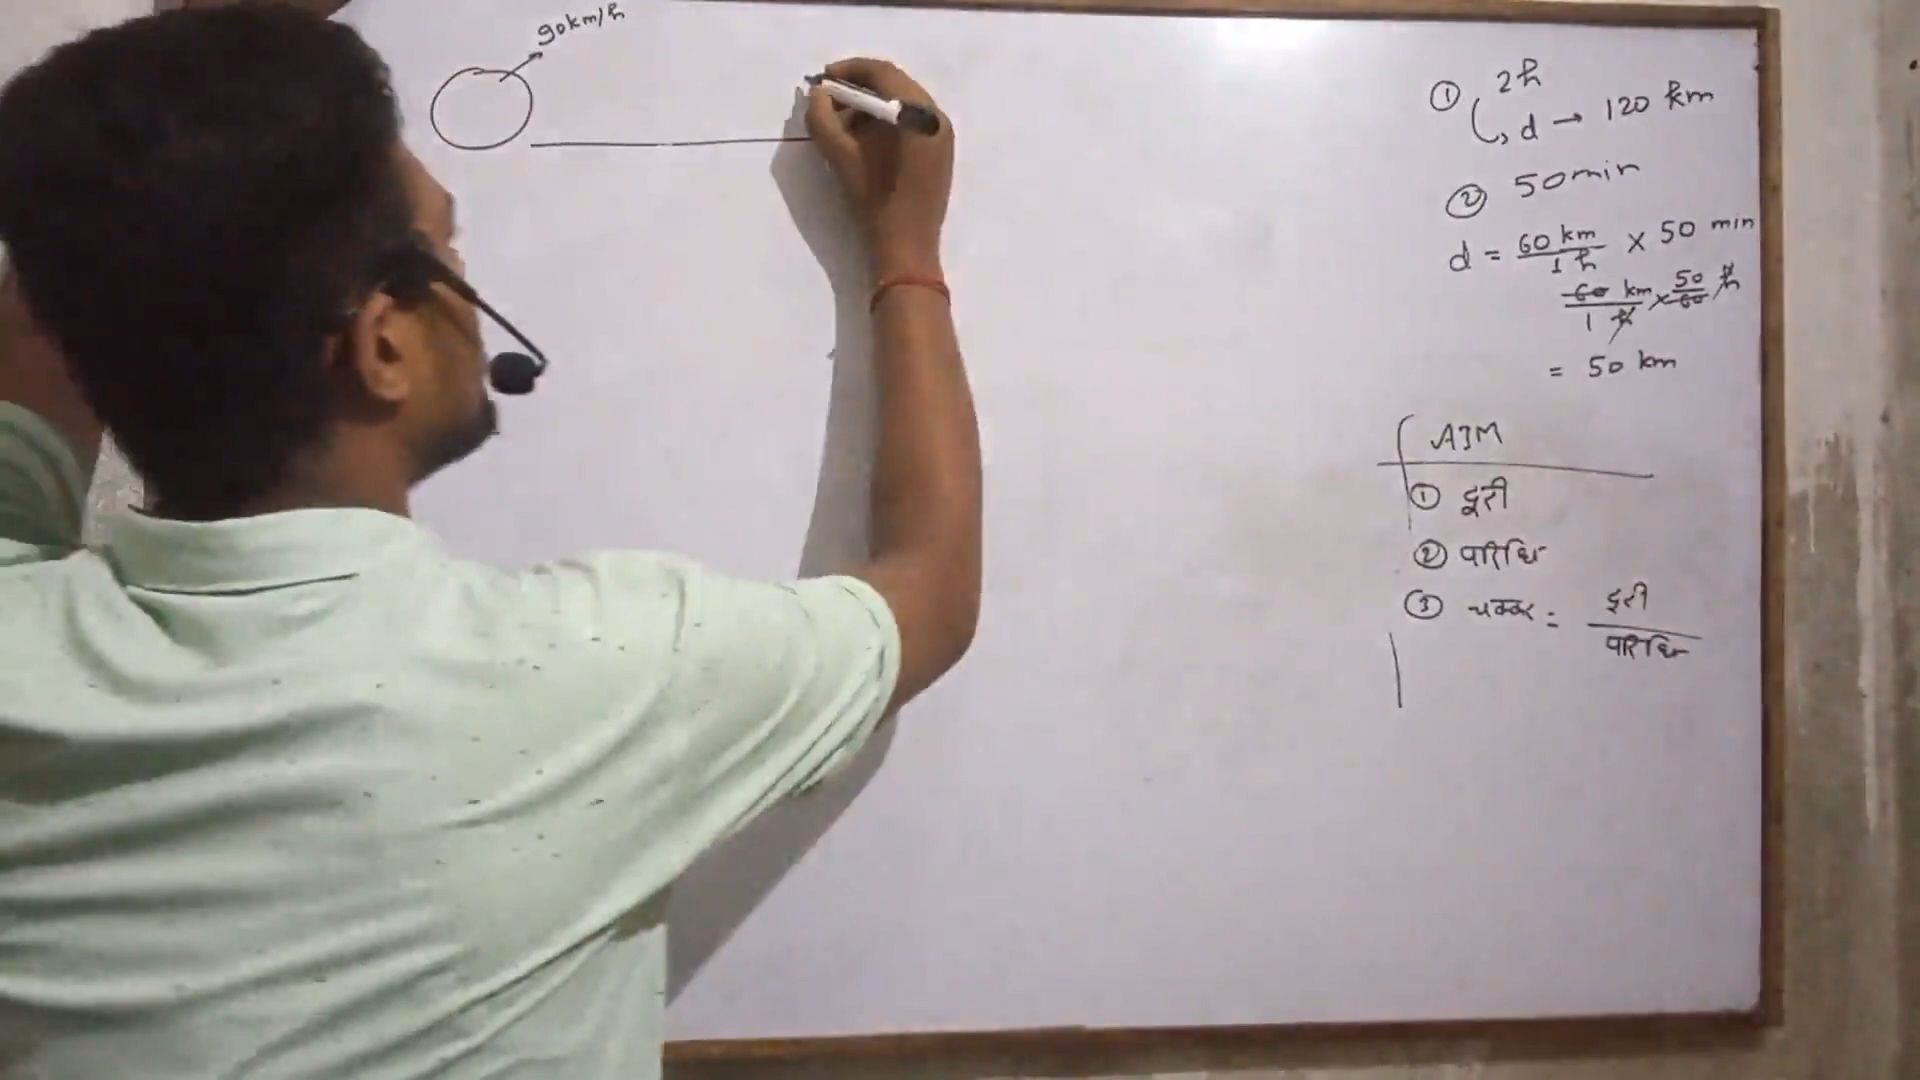 90km/h
① 2h
d → 120 km
② 50min
d = 60 km / 1 h × 50 min
60 km / 1 h × 50 / 60 h
= 50 km
AIM
① दूरी
② परिधि
③ चक्कर = दूरी / परिधि